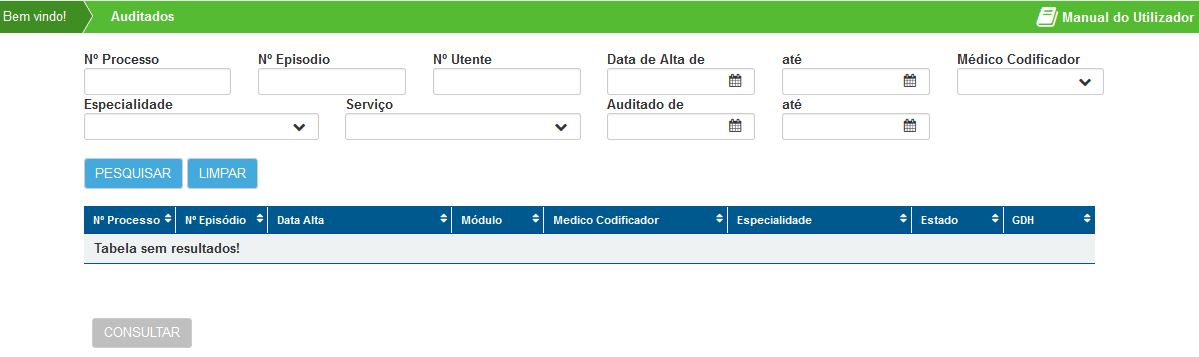 Bem vindo! Auditados Manual do Utilizador
Nº Processo Nº Episodio Nº Utente Data de Alta de até Médico Codificador
Especialidade Serviço Auditado de até
PESQUISAR LIMPAR
Nº Processo Nº Episódio Data Alta Módulo Medico Codificador Especialidade Estado GDH
Tabela sem resultados!
CONSULTAR